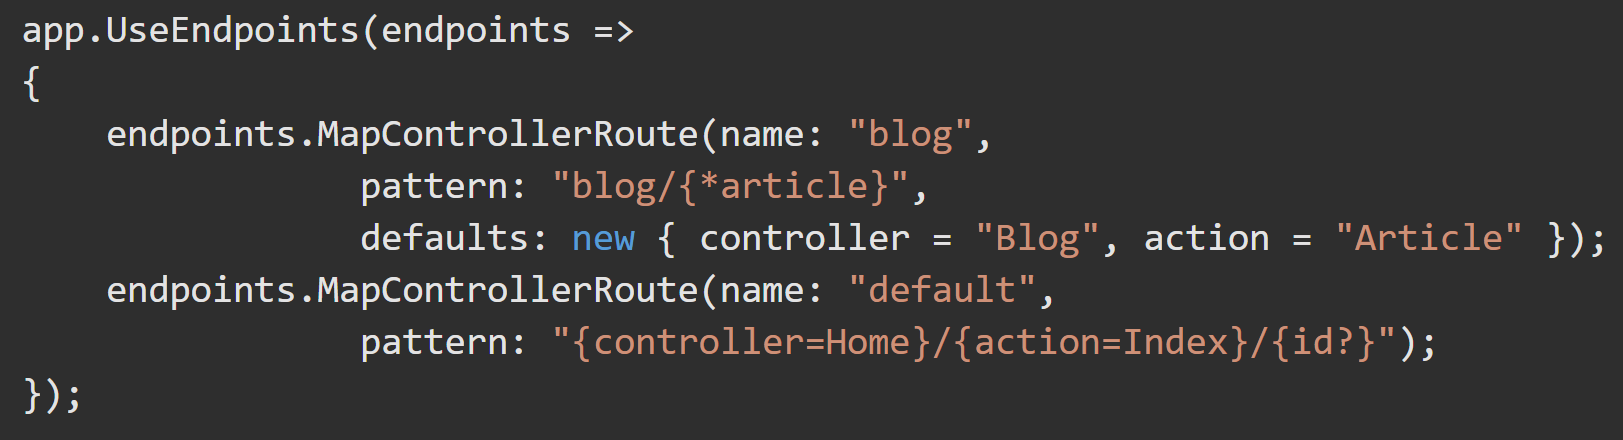 app.UseEndpoints(endpoints =>
{
    endpoints.MapControllerRoute(name: "blog",
                pattern: "blog/{*article}",
                defaults: new { controller = "Blog", action = "Article" });
    endpoints.MapControllerRoute(name: "default",
                pattern: "{controller=Home}/{action=Index}/{id?}");
});